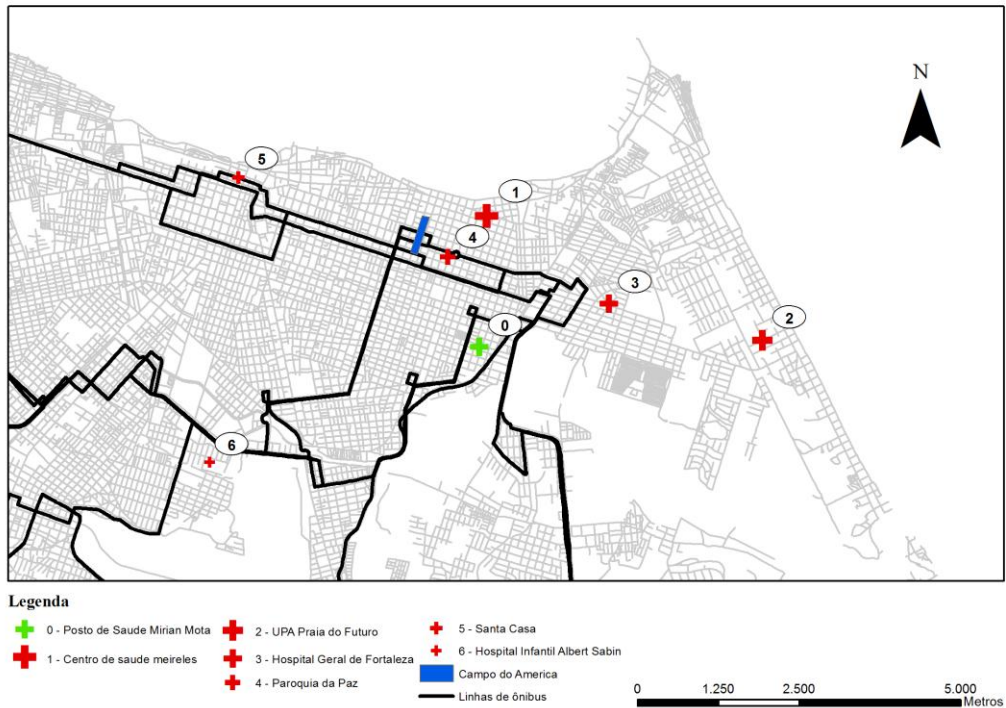 N
5
1
4
3
0
2
6
Legenda
0 - Posto de Saude Mirian Mota
1 - Centro de saude meireles
2 - UPA Praia do Futuro
3 - Hospital Geral de Fortaleza
4 - Paroquia da Paz
5 - Santa Casa
6 - Hospital Infantil Albert Sabin
Campo do America
Linhas de ônibus
0 1.250 2.500 5.000
Metros